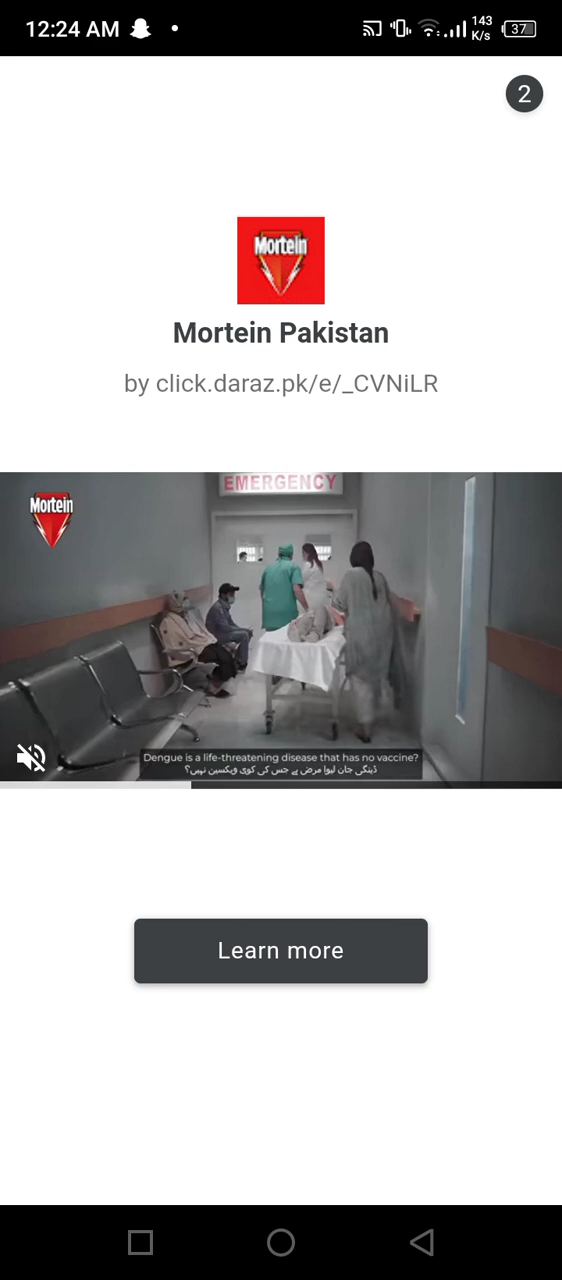 12:24 AM
143
K/s
37
2
Mortein
Mortein Pakistan
by click.daraz.pk/e/_CVNiLR
EMERGENCY
Mortein
Dengue is a life-threatening disease that has no vaccine?
ڈینگی جان لیوا مرض ہے جس کی کوی ویکسین نہیں؟
Learn more